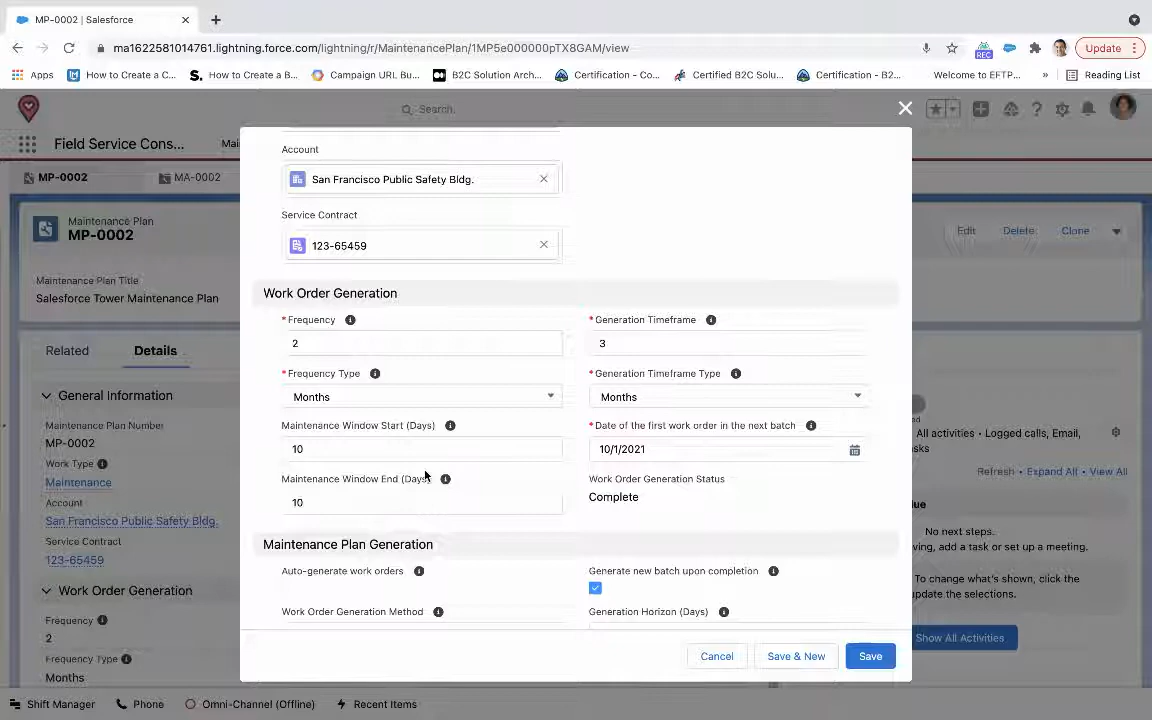 MP-0002 | Salesforce
ma1622581014761.lightning.force.com/lightning/r/MaintenancePlan/1MP5e000000pTX8GAM/view
REC
Update
Apps
How to Create a C...
How to Create a B...
Campaign URL Bu...
B2C Solution Arch...
Certification - Co...
Certified B2C Solu...
Certification - B2...
Welcome to EFTP...
»
Reading List
Search.
Field Service Cons...
Mai
MP-0002
MA-0002
Maintenance Plan
MP-0002
Edit
Delete
Clone
Maintenance Plan Title
Salesforce Tower Maintenance Plan
Related
Details
General Information
Maintenance Plan Number
MP-0002
Work Type
Maintenance
Account
San Francisco Public Safety Bldg.
Service Contract
123-65459
Work Order Generation
Frequency
2
Frequency Type
Months
Account
San Francisco Public Safety Bldg.
Service Contract
123-65459
Work Order Generation
*Frequency
2
*Generation Timeframe
3
*Frequency Type
Months
*Generation Timeframe Type
Months
Maintenance Window Start (Days)
10
*Date of the first work order in the next batch
10/1/2021
Maintenance Window End (Days)
10
Work Order Generation Status
Complete
Maintenance Plan Generation
Auto-generate work orders
Generate new batch upon completion
Work Order Generation Method
Generation Horizon (Days)
Cancel
Save & New
Save
All activities • Logged calls, Email,
asks
Refresh • Expand All • View All
ue
No next steps.
ving, add a task or set up a meeting.
To change what's shown, click the
update the selections.
Show All Activities
Shift Manager
Phone
Omni-Channel (Offline)
Recent Items